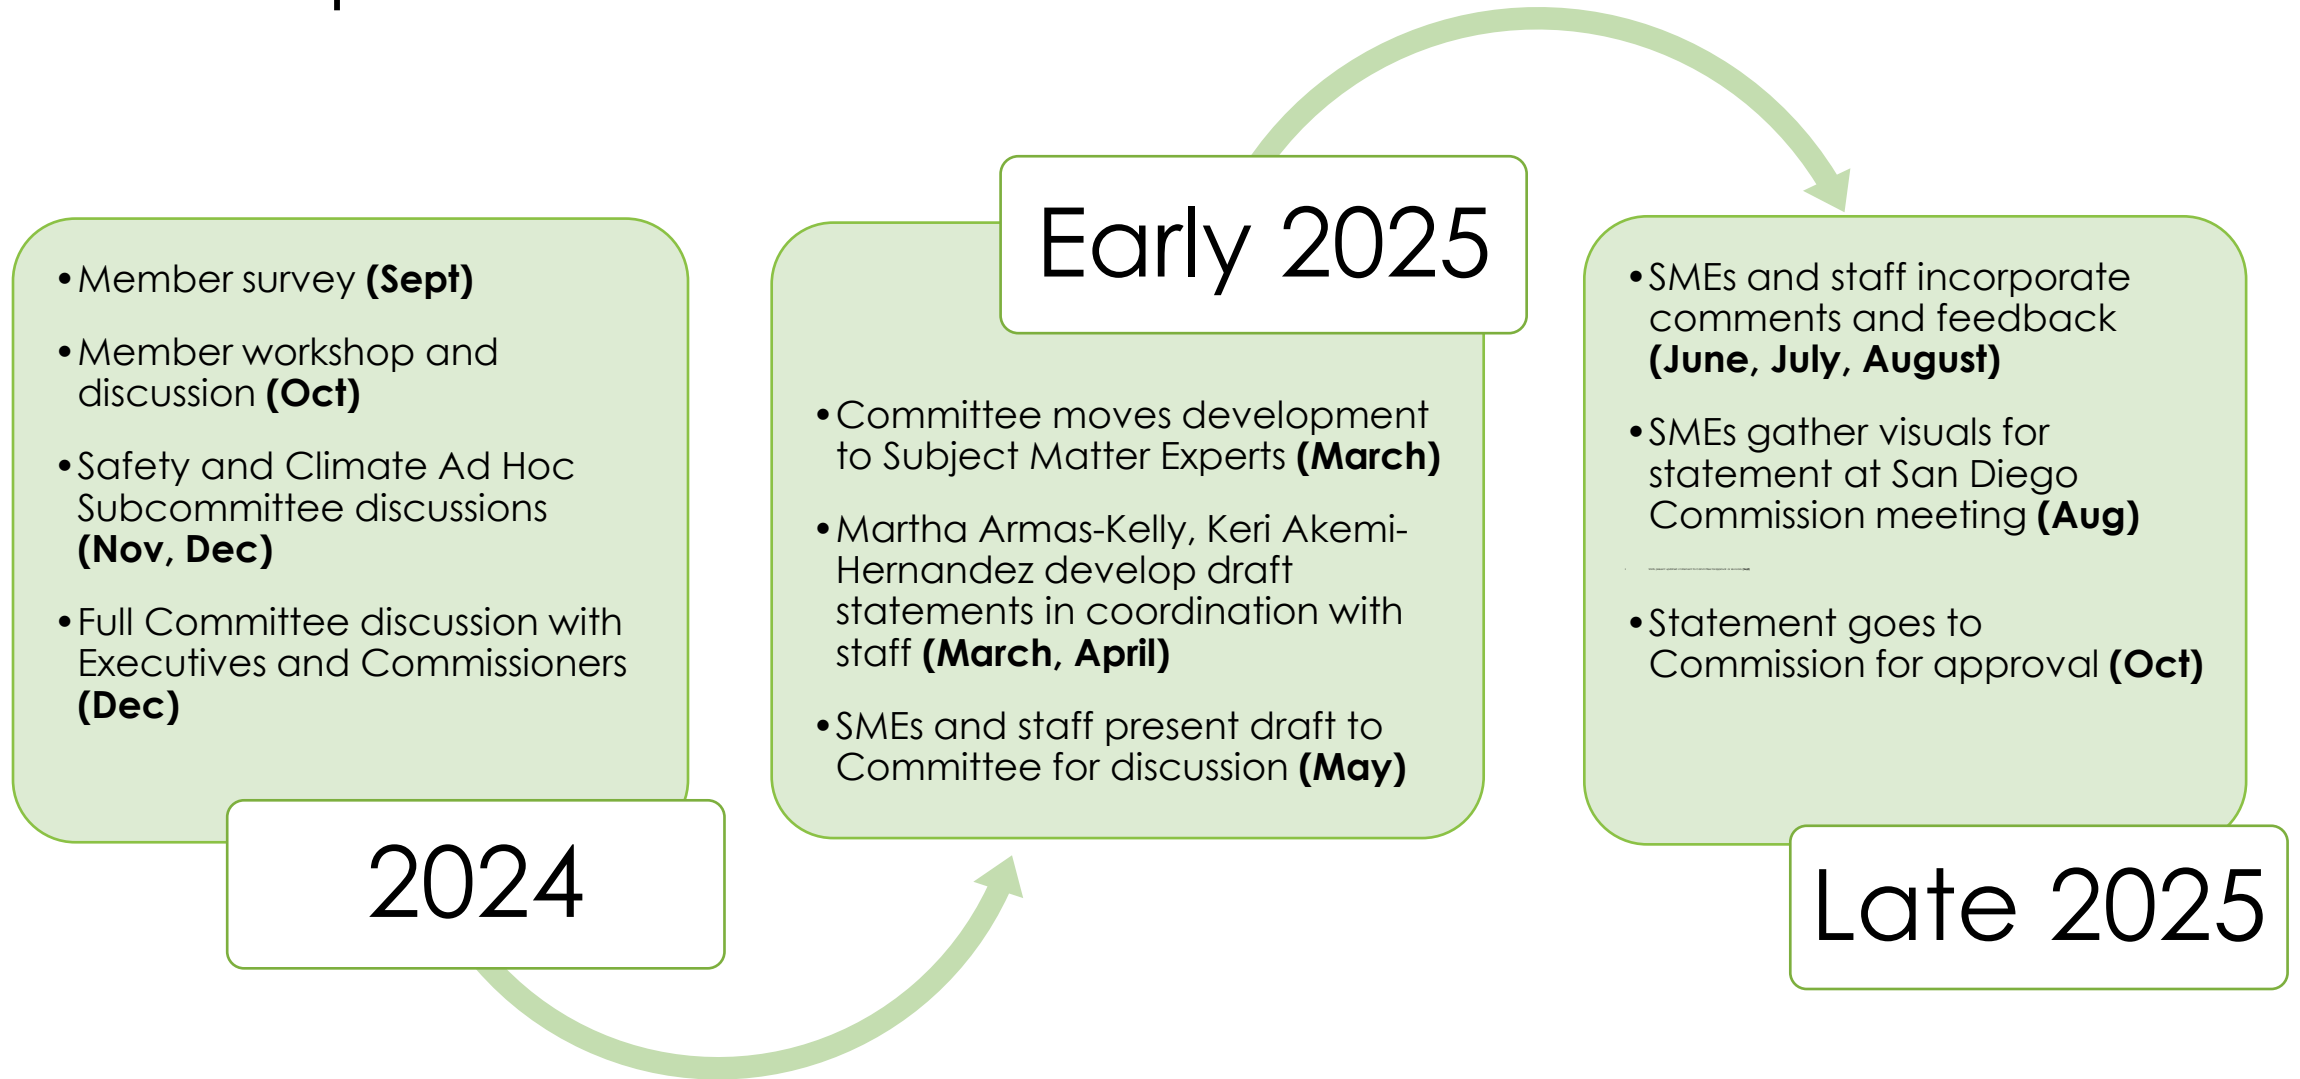 •Member survey (Sept)
•Member workshop and
discussion (Oct)
•Safety and Climate Ad Hoc
Subcommittee discussions
(Nov, Dec)
•Full Committee discussion with
Executives and Commissioners
(Dec)
2024
Early 2025
•Committee moves development
to Subject Matter Experts (March)
•Martha Armas-Kelly, Keri Akemi-
Hernandez develop draft
statements in coordination with
staff (March, April)
•SMEs and staff present draft to
Committee for discussion (May)
•SMEs and staff incorporate
comments and feedback
(June, July, August)
•SMEs gather visuals for
statement at San Diego
Commission meeting (Aug)
•Statement goes to
Commission for approval (Oct)
Late 2025